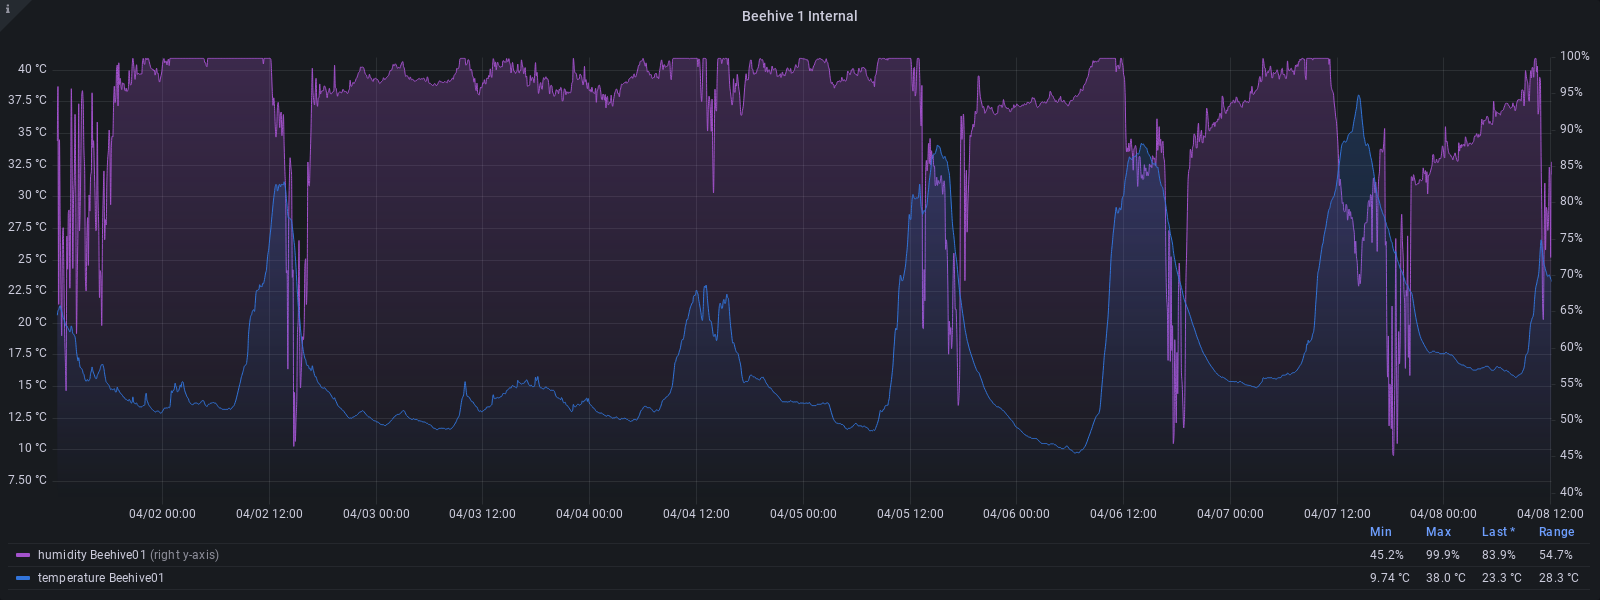 i
Beehive 1 Internal
40 °C
37.5 °C
35 °C
32.5 °C
30 °C
27.5 °C
25 °C
22.5 °C
20 °C
17.5 °C
15 °C
12.5 °C
10 °C
7.50 °C
100%
95%
90%
85%
80%
75%
70%
65%
60%
55%
50%
45%
40%
04/02 00:00 04/02 12:00 04/03 00:00 04/03 12:00 04/04 00:00 04/04 12:00 04/05 00:00 04/05 12:00 04/06 00:00 04/06 12:00 04/07 00:00 04/07 12:00 04/08 00:00 04/08 12:00
Min Max Last * Range
humidity Beehive01 (right y-axis) 45.2% 99.9% 83.9% 54.7%
temperature Beehive01 9.74 °C 38.0 °C 23.3 °C 28.3 °C